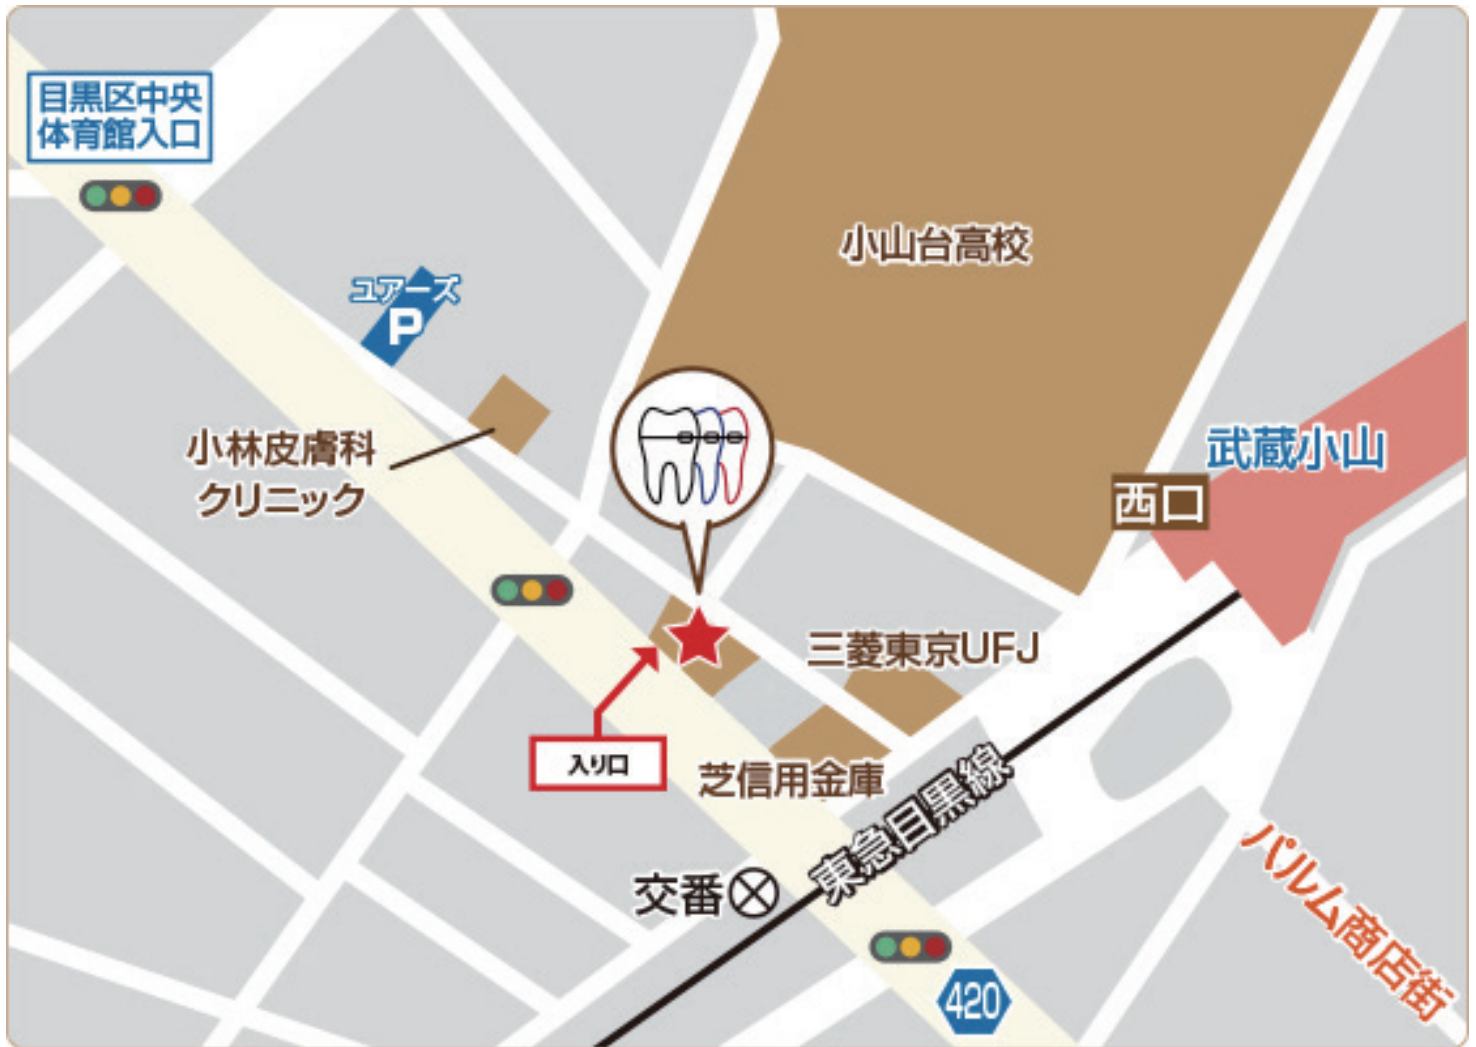 目黒区中央
体育館入口
小山台高校
ユアーズ
P
武蔵小山
西口
小林皮膚科
クリニック
三菱東京UFJ
入り口
芝信用金庫
東急目黒線
交番
パルム商店街
420